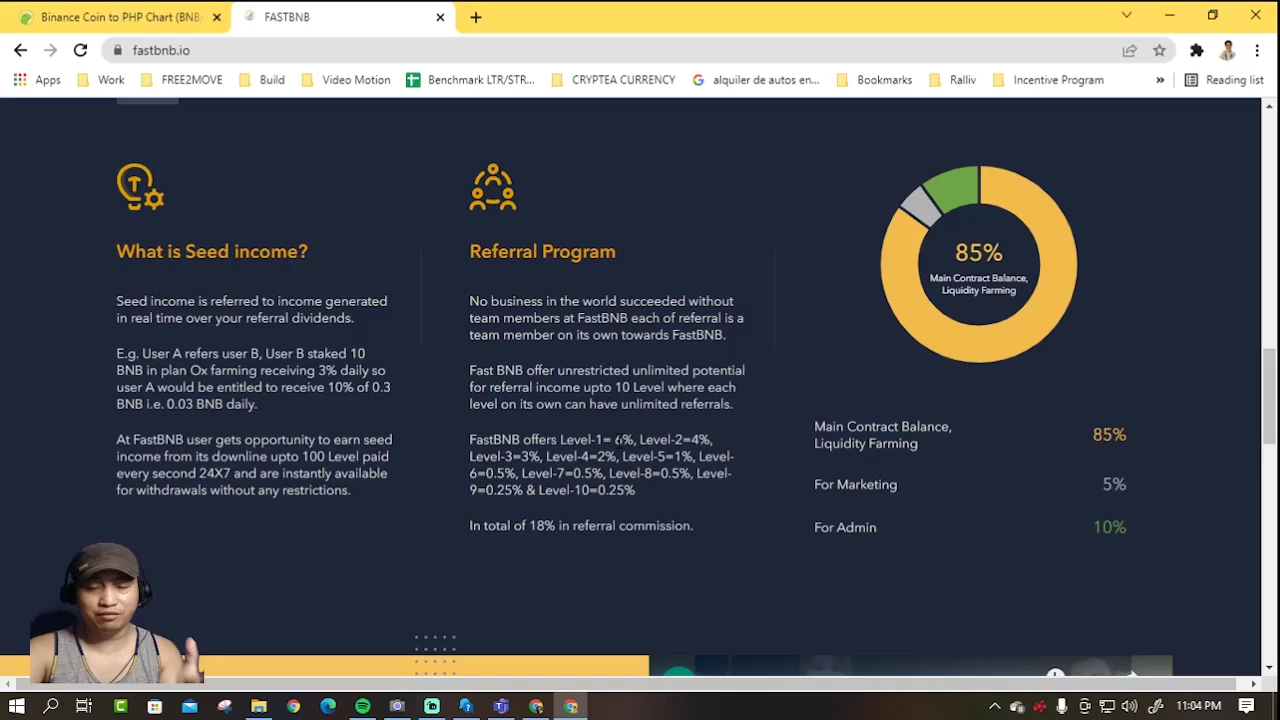 Binance Coin to PHP Chart (BNB
FASTBNB
fastbnb.io
Apps
Work
FREE2MOVE
Build
Video Motion
Benchmark LTR/STR...
CRYPTEA CURRENCY
alquiler de autos en...
Bookmarks
Ralliv
Incentive Program
»
Reading list
What is Seed income?
Seed income is referred to income generated
in real time over your referral dividends.
E.g. User A refers user B, User B staked 10
BNB in plan Ox farming receiving 3% daily so
user A would be entitled to receive 10% of 0.3
BNB i.e. 0.03 BNB daily.
At FastBNB user gets opportunity to earn seed
income from its downline upto 100 Level paid
every second 24X7 and are instantly available
for withdrawals without any restrictions.
Referral Program
No business in the world succeeded without
team members at FastBNB each of referral is a
team member on its own towards FastBNB.
Fast BNB offer unrestricted unlimited potential
for referral income upto 10 Level where each
level on its own can have unlimited referrals.
FastBNB offers Level-1= 6%, Level-2=4%,
Level-3=3%, Level-4=2%, Level-5=1%, Level-
6=0.5%, Level-7=0.5%, Level-8=0.5%, Level-
9=0.25% & Level-10=0.25%
In total of 18% in referral commission.
85%
Main Contract Balance,
Liquidity Farming
Main Contract Balance,
Liquidity Farming
85%
For Marketing
5%
For Admin
10%
11:04 PM